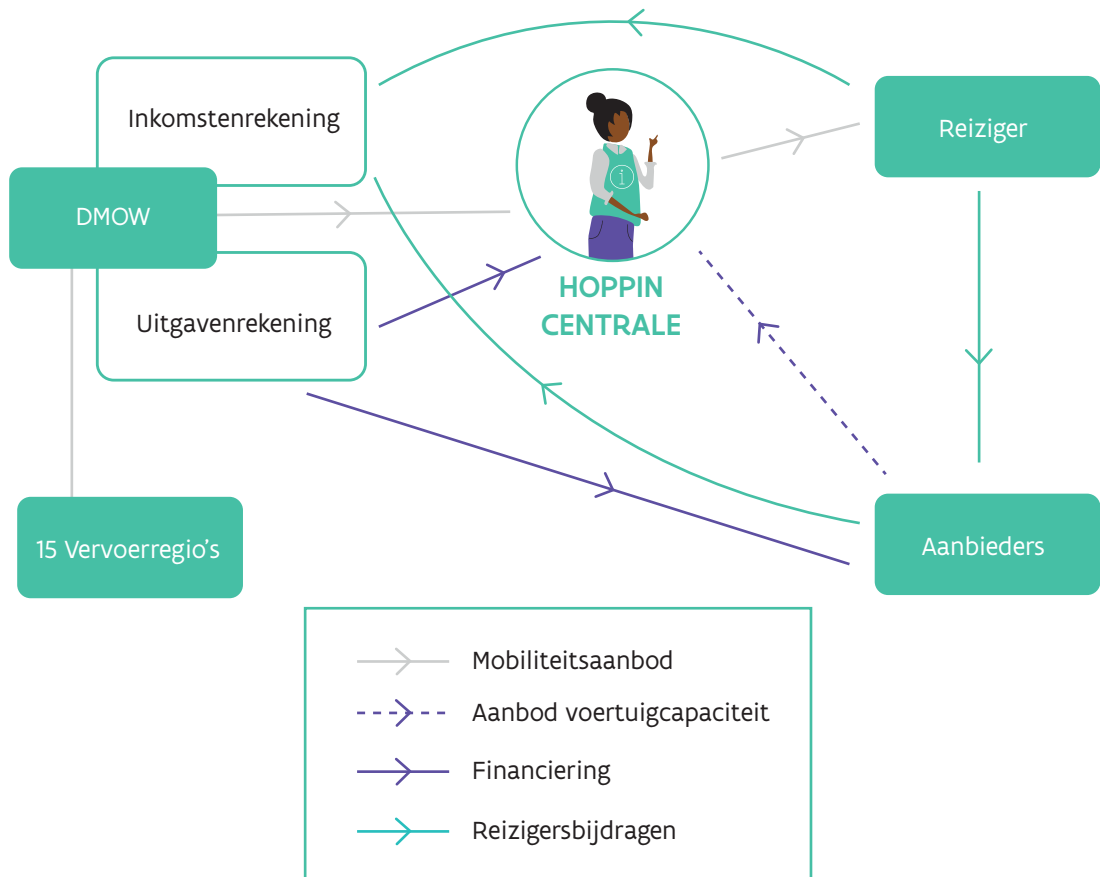 Inkomstenrekening
Reiziger
DMOW
i
HOPPIN
CENTRALE
Uitgavenrekening
15 Vervoerregio's
Aanbieders
Mobiliteitsaanbod
Aanbod voertuigcapaciteit
Financiering
Reizigersbijdragen